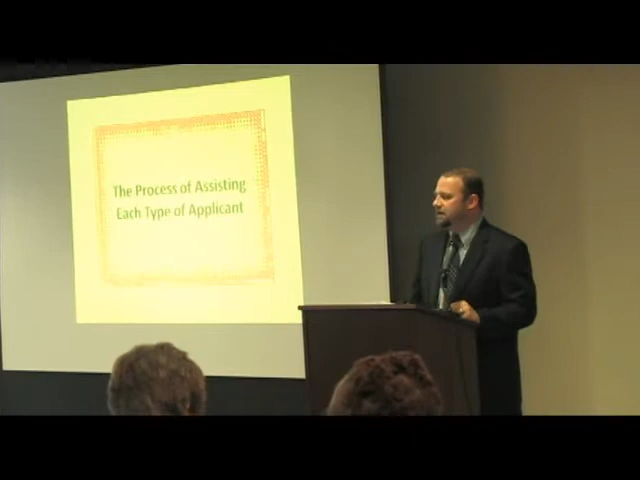 The Process of Assisting
Each Type of Applicant